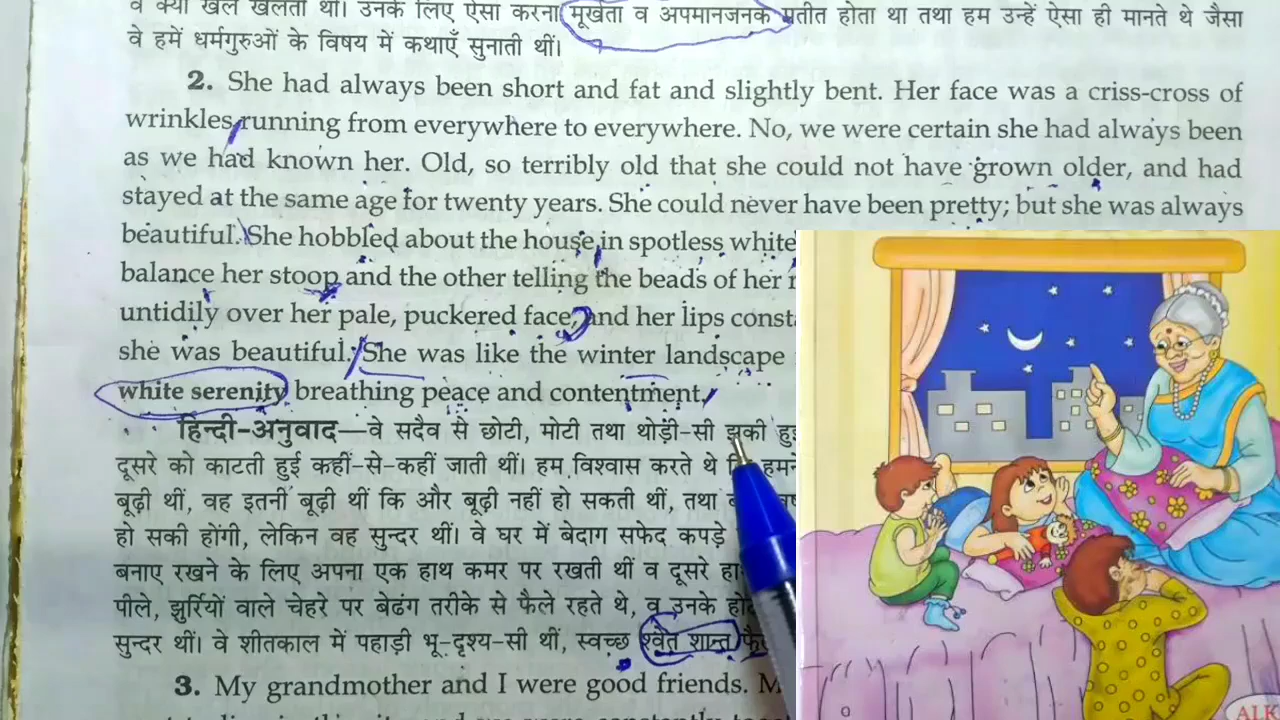 व क्या खेल खेलती थीं। उनके लिए ऐसा करना मूर्खता व अपमानजनक प्रतीत होता था तथा हम उन्हें ऐसा ही मानते थे जैसा
वे हमें धर्मगुरुओं के विषय में कथाएँ सुनाती थीं।
2. She had always been short and fat and slightly bent. Her face was a criss-cross of
wrinkles, running from everywhere to everywhere. No, we were certain she had always been
as we had known her. Old, so terribly old that she could not have grown older, and had
stayed at the same age for twenty years. She could never have been pretty; but she was always
beautiful. She hobbled about the house in spotless white
balance her stoop and the other telling the beads of her
untidily over her pale, puckered face, and her lips
she was beautiful. She was like the winter landscape
white serenity breathing peace and contentment.
हिन्दी-अनुवाद—वे सदैव से छोटी, मोटी तथा थोड़ी-सी झुकी
दूसरे को काटती हुई कहीं-से-कहीं जाती थीं। हम विश्वास करते थे
बूढ़ी थीं, वह इतनी बूढ़ी थीं कि और बूढ़ी नहीं हो सकती थीं, तथा
हो सकी होंगी, लेकिन वह सुन्दर थीं। वे घर में बेदाग सफेद कपड़े
बनाए रखने के लिए अपना एक हाथ कमर पर रखती थीं व दूसरे
पीले, झुर्रियों वाले चेहरे पर बेढंग तरीके से फैले रहते थे, व उनके
सुन्दर थीं। वे शीतकाल में पहाड़ी भू-दृश्य-सी थीं, स्वच्छ श्वेत शान्त
3. My grandmother and I were good friends.